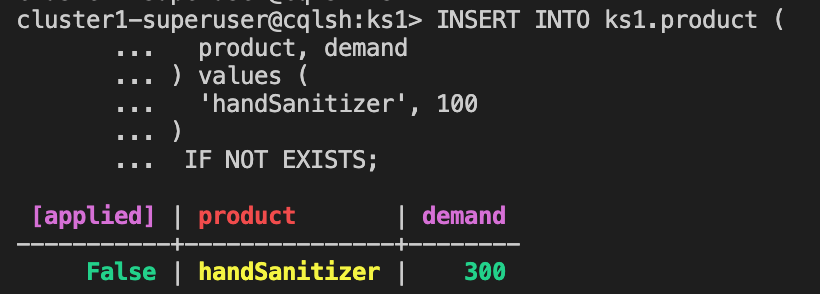 cluster1-superuser@cqlsh:ks1> INSERT INTO ks1.product (
... product, demand
... ) values (
... 'handSanitizer', 100
... )
... IF NOT EXISTS;
[applied] | product | demand
-----------+---------------+--------
False | handSanitizer | 300